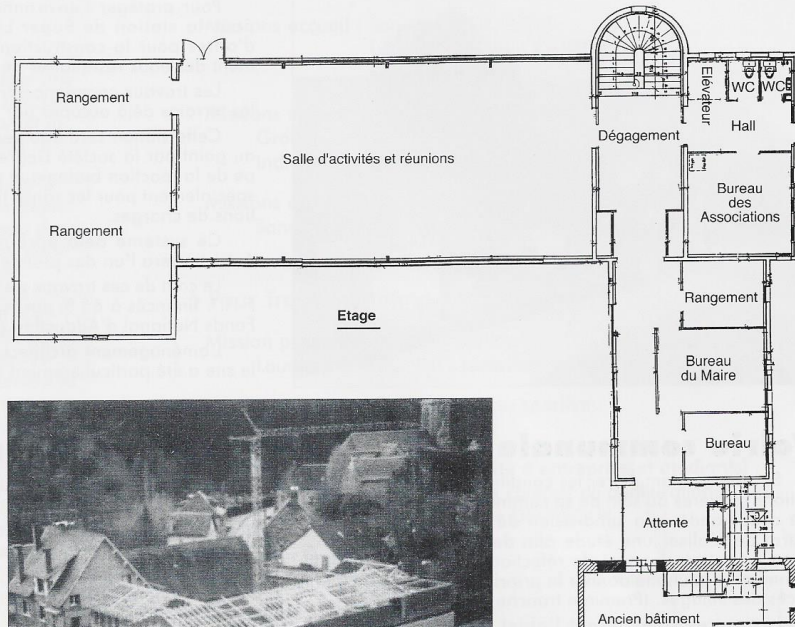 Rangement
Rangement
Salle d'activités et réunions
Dégagement
Elévateur
WC
WC
Hall
Bureau
des
Associations
Rangement
Bureau
du Maire
Bureau
Attente
Ancien bâtiment
Etage